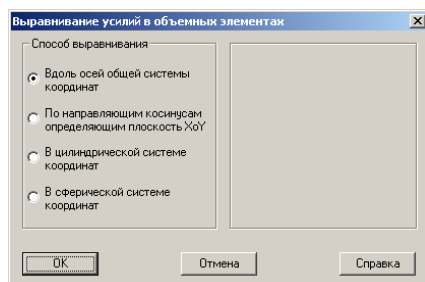 Выравнивание усилий в объемных элементах
Способ выравнивания
Вдоль осей общей системы
координат
По направляющим косинусам
определяющим плоскость XoY
В цилиндрической системе
координат
В сферической системе
координат
OK
Отмена
Справка